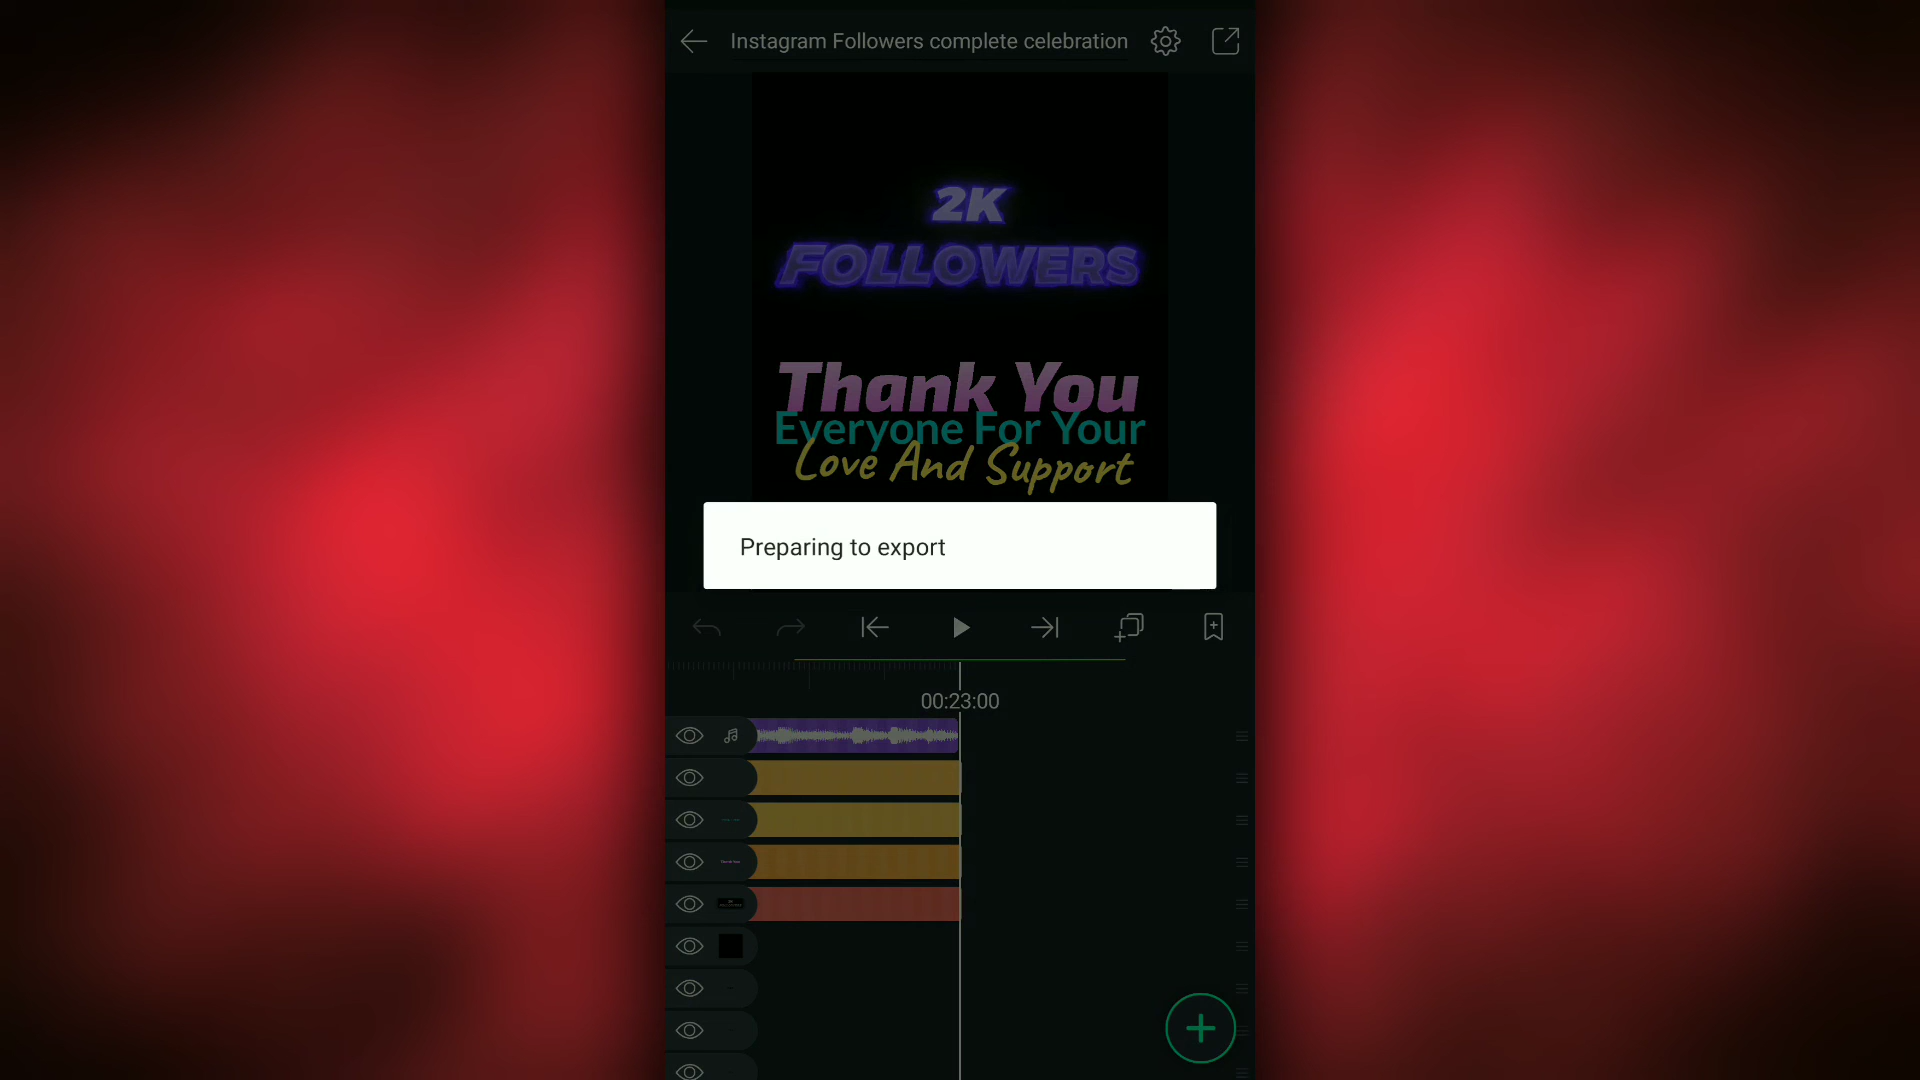 Instagram Followers complete celebration
2K
FOLLOWERS
Thank You
Everyone For Your
Love And Support
Preparing to export
00:23:00